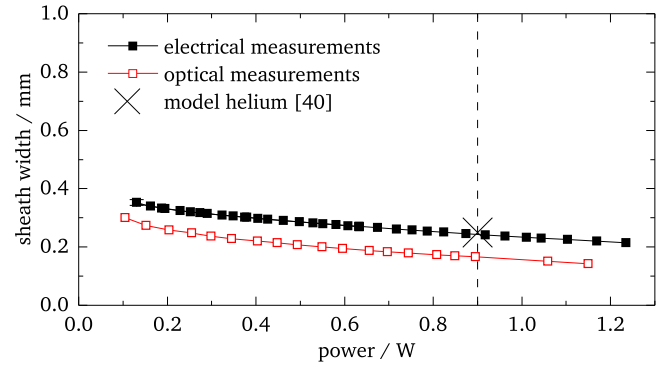 1.0
0.8
0.6
0.4
0.2
0.0
sheath width / mm
electrical measurements
optical measurements
model helium [40]
0.0 0.2 0.4 0.6 0.8 1.0 1.2
power / W